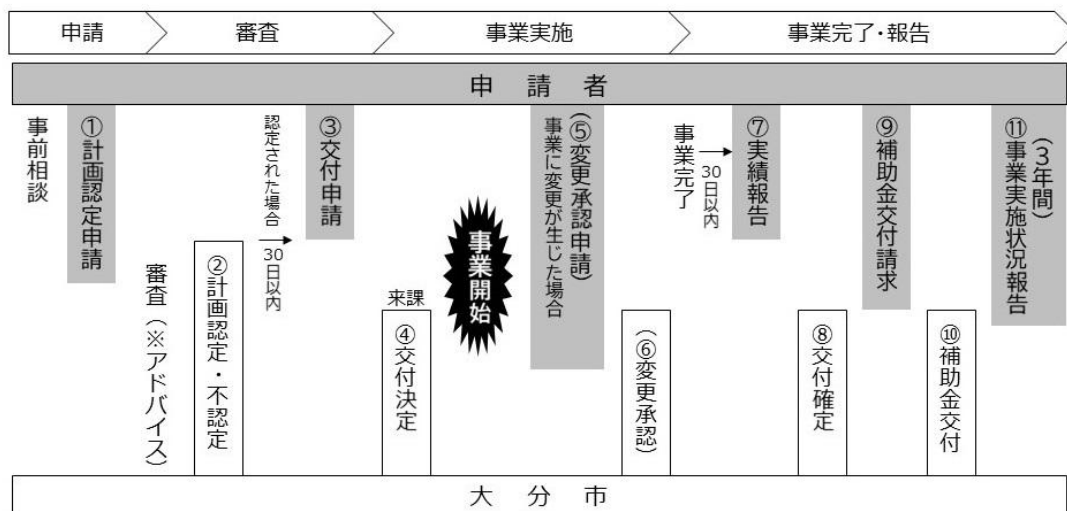 申請
審査
事業実施
事業完了・報告
申請者
事前相談
①計画認定申請
審査（※アドバイス）
②計画認定・不認定
認定された場合
30日以内
③交付申請
来課
④交付決定
事業開始
（⑤変更承認申請）
事業に変更が生じた場合
（⑥変更承認）
事業完了
30日以内
⑦実績報告
⑧交付確定
⑨補助金交付請求
⑩補助金交付
（３年間）
⑪事業実施状況報告
大分市